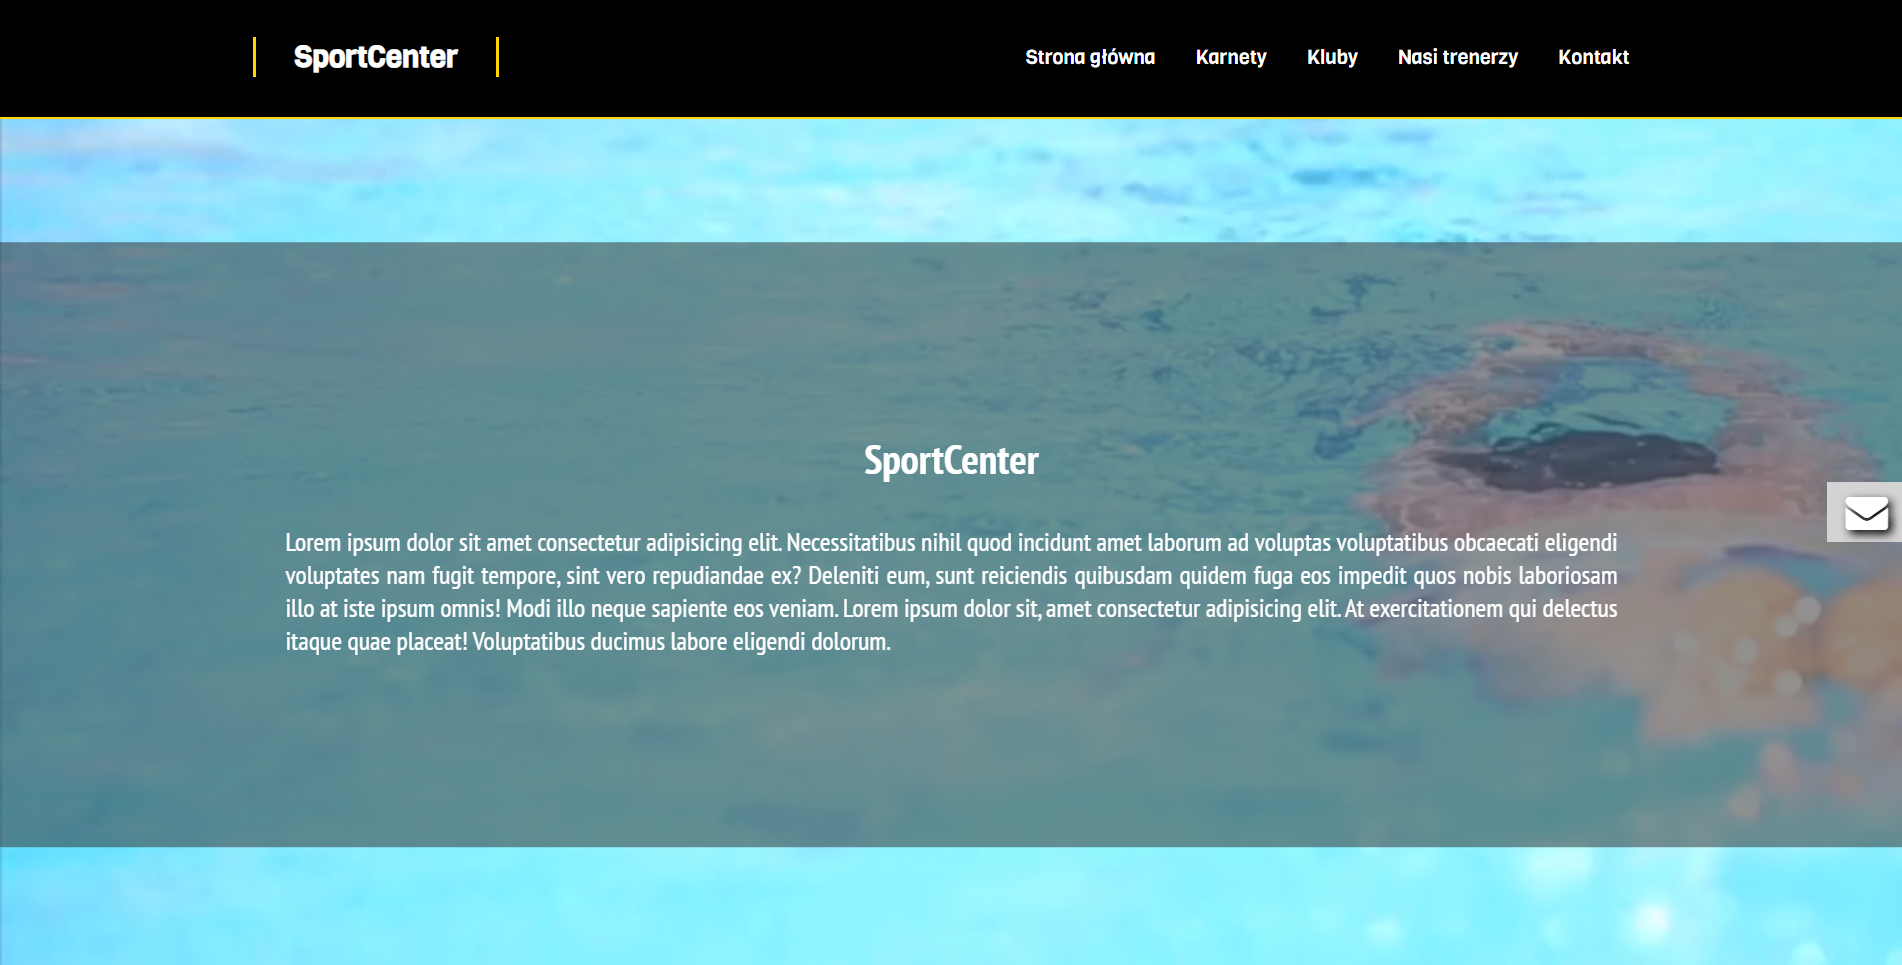 SportCenter
Strona główna Karnety Kluby Nasi trenerzy Kontakt
SportCenter
Lorem ipsum dolor sit amet consectetur adipisicing elit. Necessitatibus nihil quod incidunt amet laborum ad voluptas voluptatibus obcaecati eligendi
voluptates nam fugit tempore, sint vero repudiandae ex? Deleniti eum, sunt reiciendis quibusdam quidem fuga eos impedit quos nobis laboriosam
illo at iste ipsum omnis! Modi illo neque sapiente eos veniam. Lorem ipsum dolor sit, amet consectetur adipisicing elit. At exercitationem qui delectus
itaque quae placeat! Voluptatibus ducimus labore eligendi dolorum.